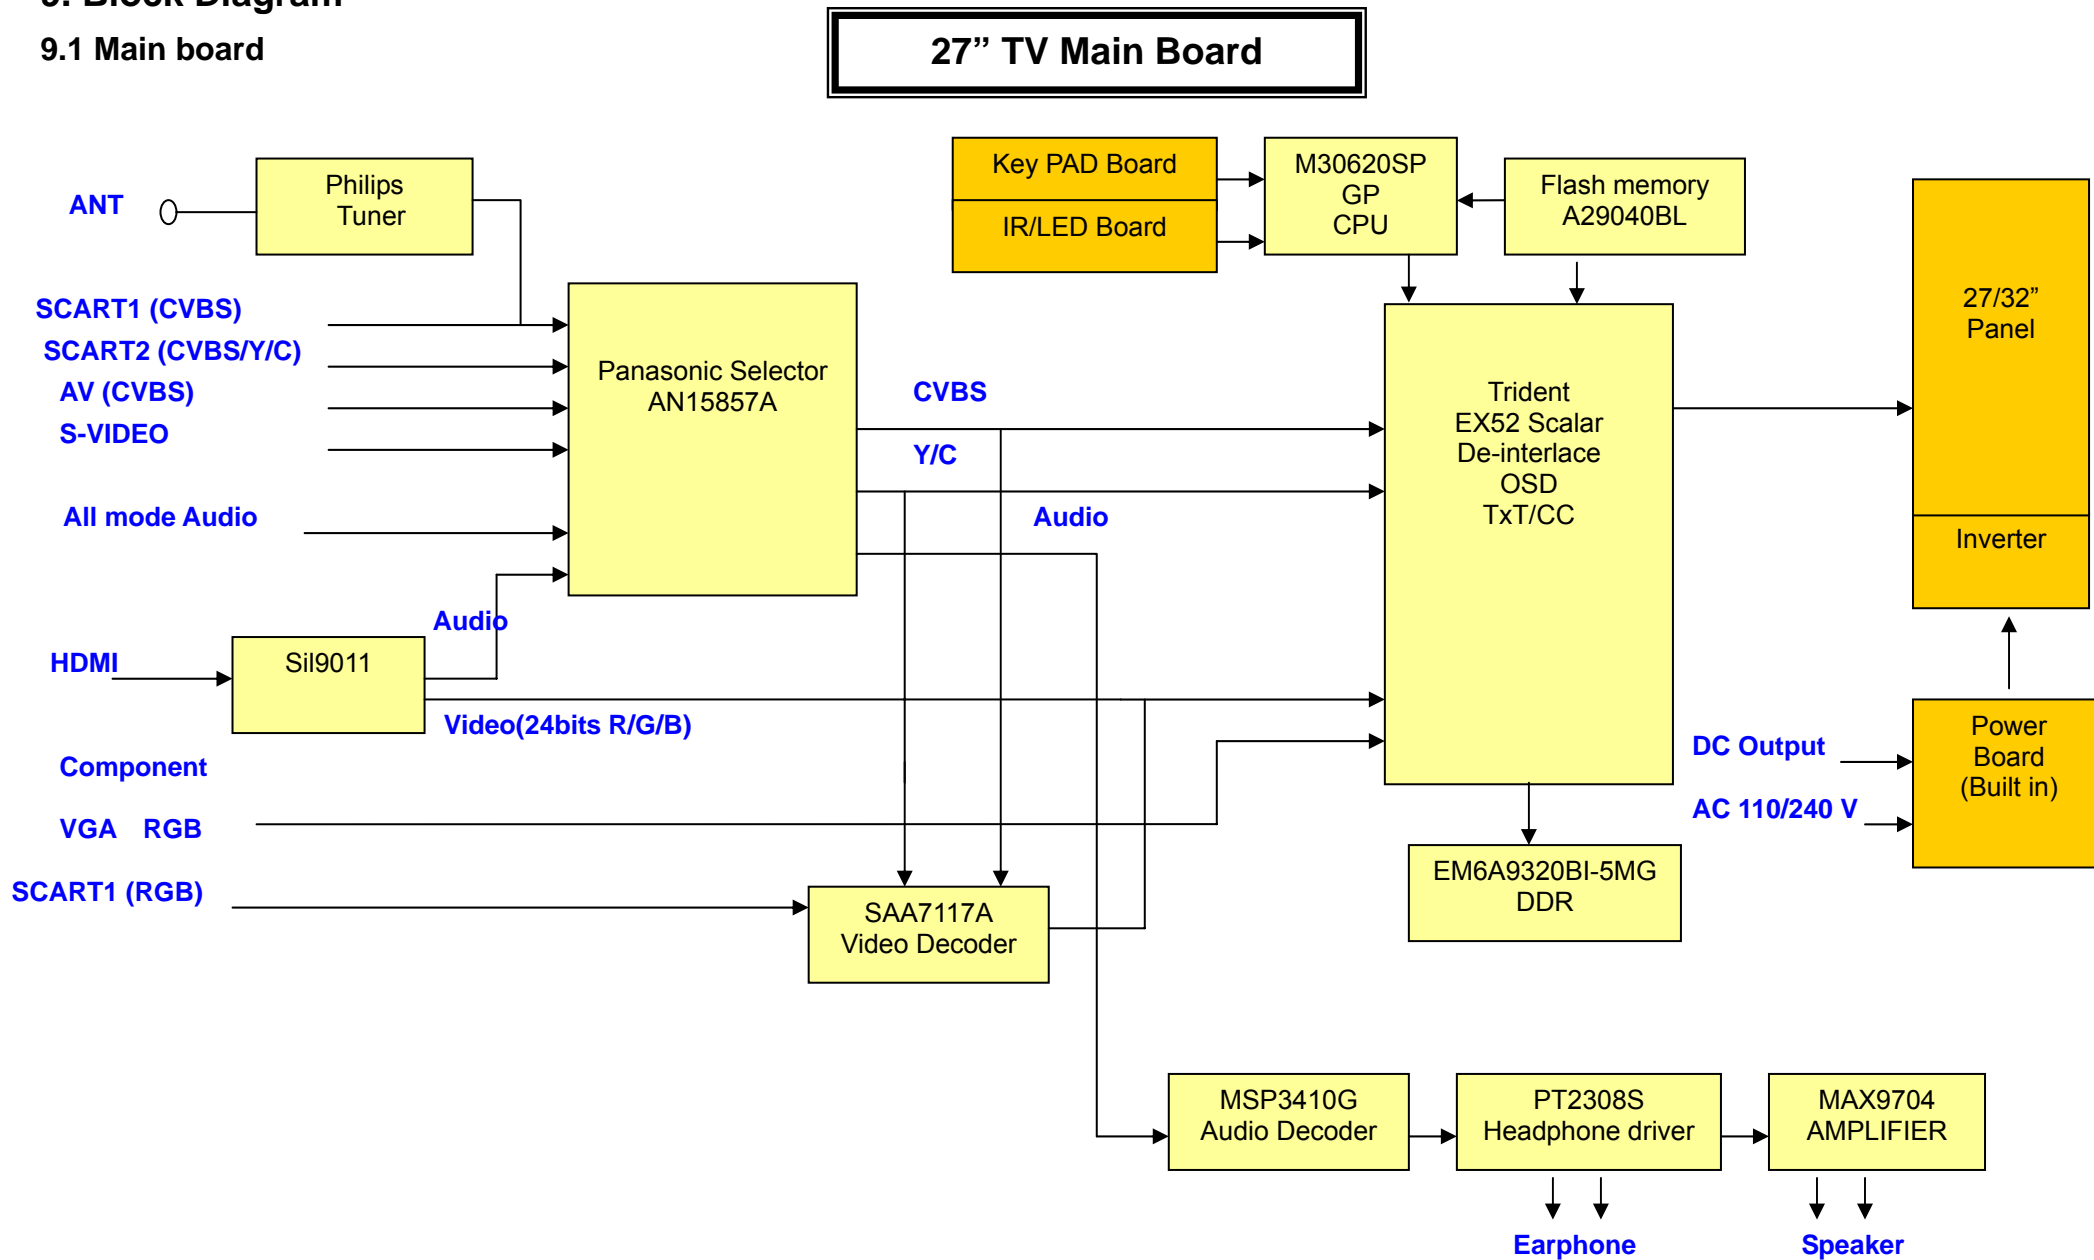 9.1 Main board
27” TV Main Board
ANT
Philips
Tuner
Key PAD Board
IR/LED Board
M30620SP
GP
CPU
Flash memory
A29040BL
27/32”
Panel
Inverter
SCART1 (CVBS)
SCART2 (CVBS/Y/C)
AV (CVBS)
S-VIDEO
All mode Audio
Panasonic Selector
AN15857A
CVBS
Y/C
Audio
Trident
EX52 Scalar
De-interlace
OSD
TxT/CC
Audio
HDMI
SiI9011
Video(24bits R/G/B)
Component
VGA RGB
SCART1 (RGB)
SAA7117A
Video Decoder
EM6A9320BI-5MG
DDR
DC Output
AC 110/240 V
Power
Board
(Built in)
MSP3410G
Audio Decoder
PT2308S
Headphone driver
MAX9704
AMPLIFIER
Earphone
Speaker